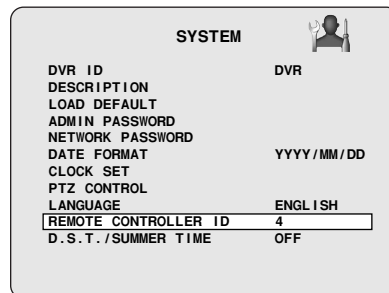 SYSTEM
DVR ID DVR
DESCRIPTION
LOAD DEFAULT
ADMIN PASSWORD
NETWORK PASSWORD
DATE FORMAT YYYY/MM/DD
CLOCK SET
PTZ CONTROL
LANGUAGE ENGLISH
REMOTE CONTROLLER ID 4
D.S.T./SUMMER TIME OFF